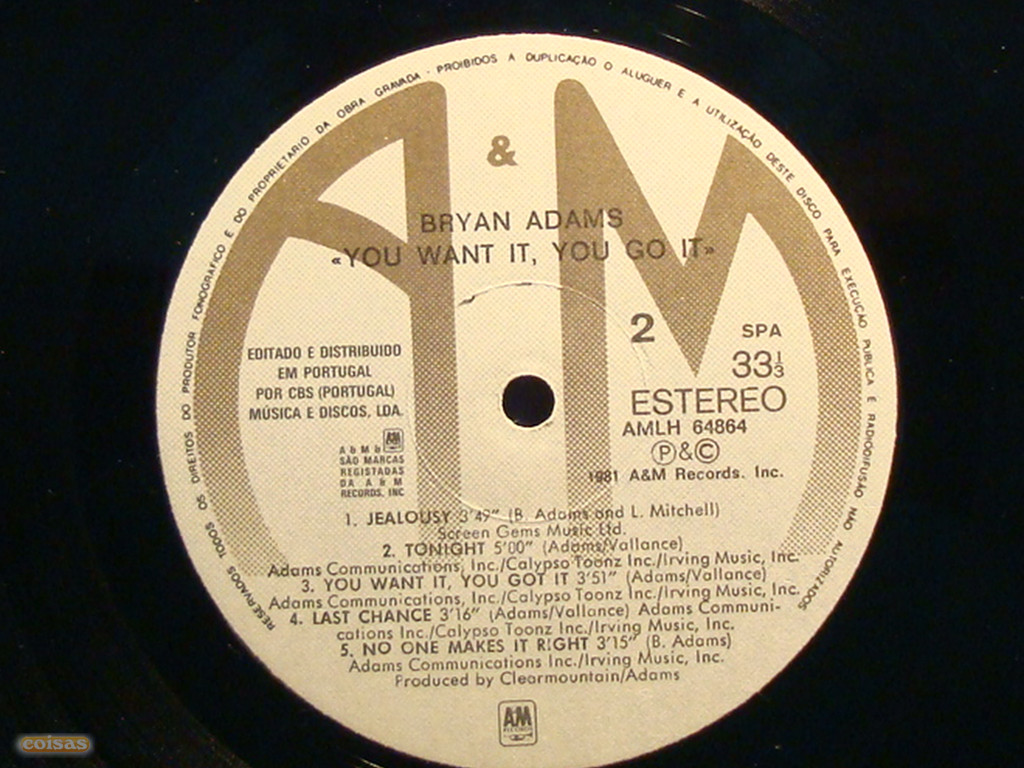 RESERVADOS TODOS OS DIREITOS DO PRODUTOR FONOGRAFICO E DO PROPRIETARIO DA OBRA GRAVADA - PROIBIDOS A DUPLICAÇÃO O ALUGUER E A UTILIZAÇÃO DESTE DISCO PARA EXECUÇÃO PUBLICA E RADIODIFUSÃO NÃO AUTORIZADOS
A & M
BRYAN ADAMS
«YOU WANT IT, YOU GO IT»
2 SPA
33⅓
ESTEREO
AMLH 64864
Ⓟ&©
1981 A&M Records. Inc.
EDITADO E DISTRIBUIDO
EM PORTUGAL
POR CBS (PORTUGAL)
MÚSICA E DISCOS, LDA.
A & M & AM
SÃO MARCAS
REGISTADAS
DA A & M
RECORDS. INC
1. JEALOUSY 3'49" (B. Adams and L. Mitchell)
Screen Gems Music Ltd.
2. TONIGHT 5'00" (Adams/Vallance)
Adams Communications, Inc./Calypso Toonz Inc./Irving Music, Inc.
3. YOU WANT IT, YOU GOT IT 3'51" (Adams/Vallance)
Adams Communications, Inc./Calypso Toonz Inc./Irving Music, Inc.
4. LAST CHANCE 3'16" (Adams/Vallance) Adams Communi-
cations Inc./Calypso Toonz Inc./Irving Music, Inc.
5. NO ONE MAKES IT RIGHT 3'15" (B. Adams)
Adams Communications Inc./Irving Music, Inc.
Produced by Clearmountain/Adams
AM
RECORDS
coisas